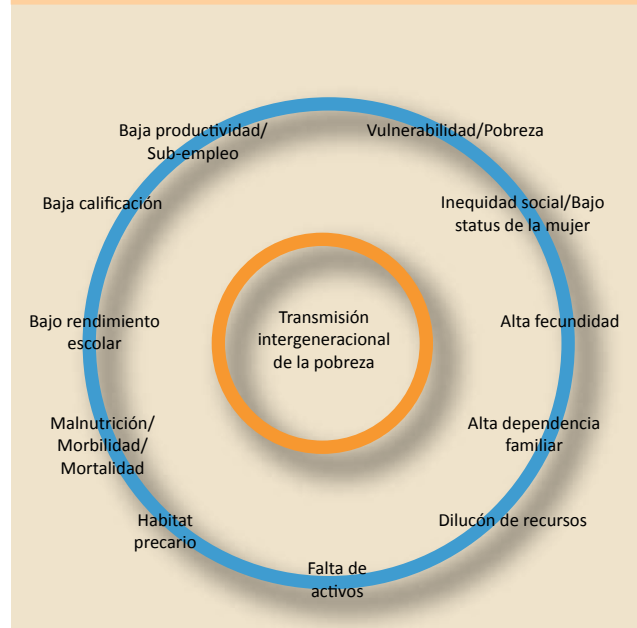 Baja productividad/
Sub-empleo
Vulnerabilidad/Pobreza
Baja calificación
Inequidad social/Bajo
status de la mujer
Bajo rendimiento
escolar
Transmisión
intergeneracional
de la pobreza
Alta fecundidad
Malnutrición/
Morbilidad/
Mortalidad
Alta dependencia
familiar
Habitat
precario
Dilucón de recursos
Falta de
activos